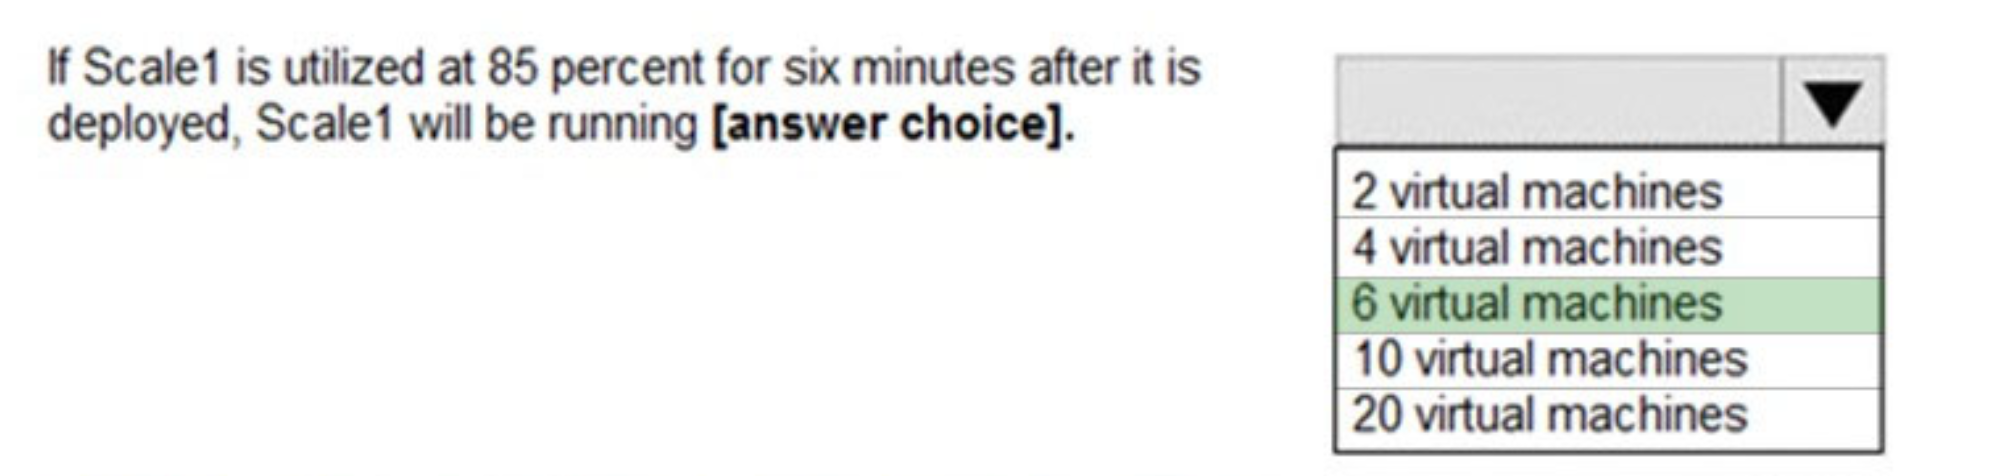 If Scale1 is utilized at 85 percent for six minutes after it is
deployed, Scale1 will be running [answer choice].
2 virtual machines
4 virtual machines
6 virtual machines
10 virtual machines
20 virtual machines